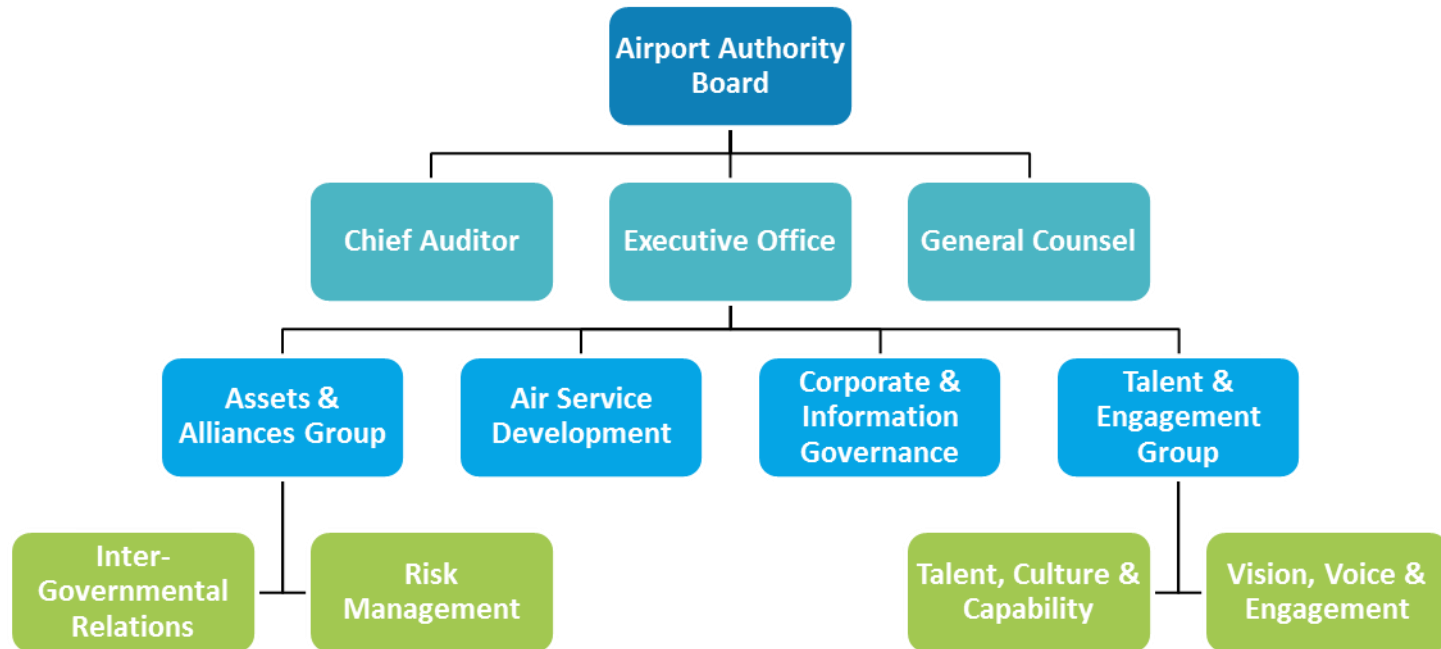 Airport Authority
Board
Chief Auditor
Executive Office
General Counsel
Assets &
Alliances Group
Air Service
Development
Corporate &
Information
Governance
Talent &
Engagement
Group
Inter-
Governmental
Relations
Risk
Management
Talent, Culture &
Capability
Vision, Voice &
Engagement